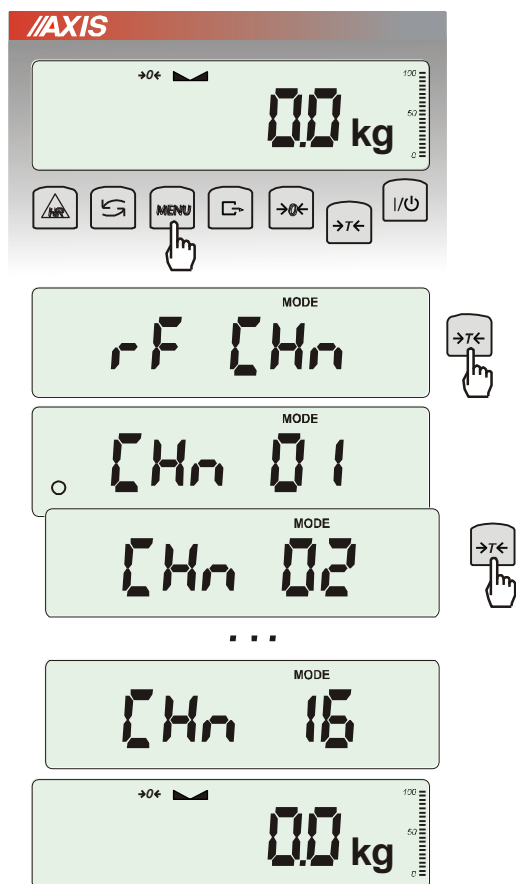 //AXIS
→0← 100
0.0 kg 50
0
HR MENU →0← →T← I/⏻
MODE
rF CHn →T←
MODE
CHn 01
MODE
CHn 02 →T←
...
MODE
CHn 16
→0← 100
0.0 kg 50
0